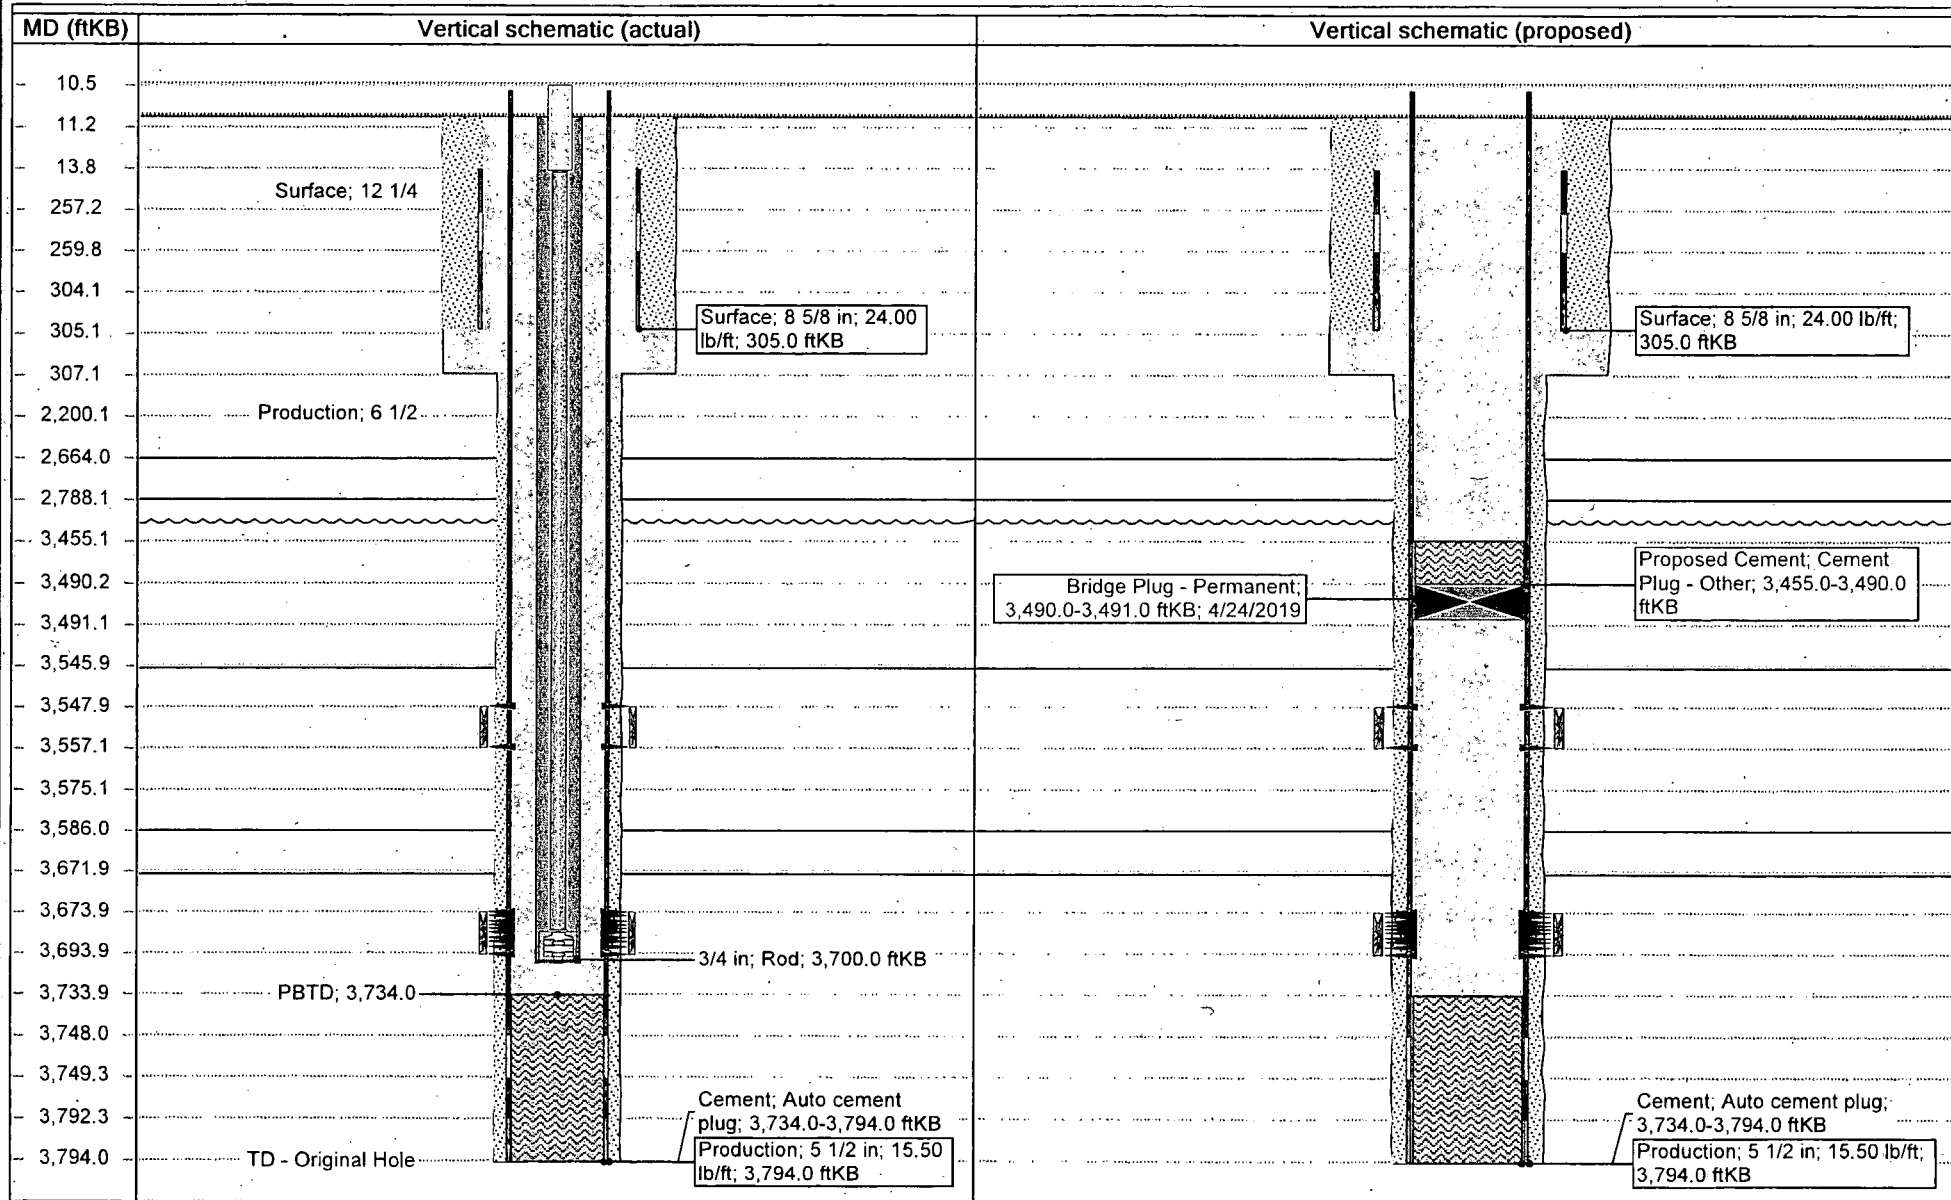 MD (ftKB)
Vertical schematic (actual)
Vertical schematic (proposed)
10.5
11.2
13.8
257.2
259.8
304.1
305.1
307.1
2,200.1
2,664.0
2,788.1
3,455.1
3,490.2
3,491.1
3,545.9
3,547.9
3,557.1
3,575.1
3,586.0
3,671.9
3,673.9
3,693.9
3,733.9
3,748.0
3,749.3
3,792.3
3,794.0
Surface; 12 1/4
Surface; 8 5/8 in; 24.00
lb/ft; 305.0 ftKB
Production; 6 1/2
3/4 in; Rod; 3,700.0 ftKB
PBTD; 3,734.0
Cement; Auto cement
plug; 3,734.0-3,794.0 ftKB
Production; 5 1/2 in; 15.50
lb/ft; 3,794.0 ftKB
TD - Original Hole
Surface; 8 5/8 in; 24.00 lb/ft;
305.0 ftKB
Bridge Plug - Permanent;
3,490.0-3,491.0 ftKB; 4/24/2019
Proposed Cement; Cement
Plug - Other; 3,455.0-3,490.0
ftKB
Cement; Auto cement plug;
3,734.0-3,794.0 ftKB
Production; 5 1/2 in; 15.50 lb/ft;
3,794.0 ftKB